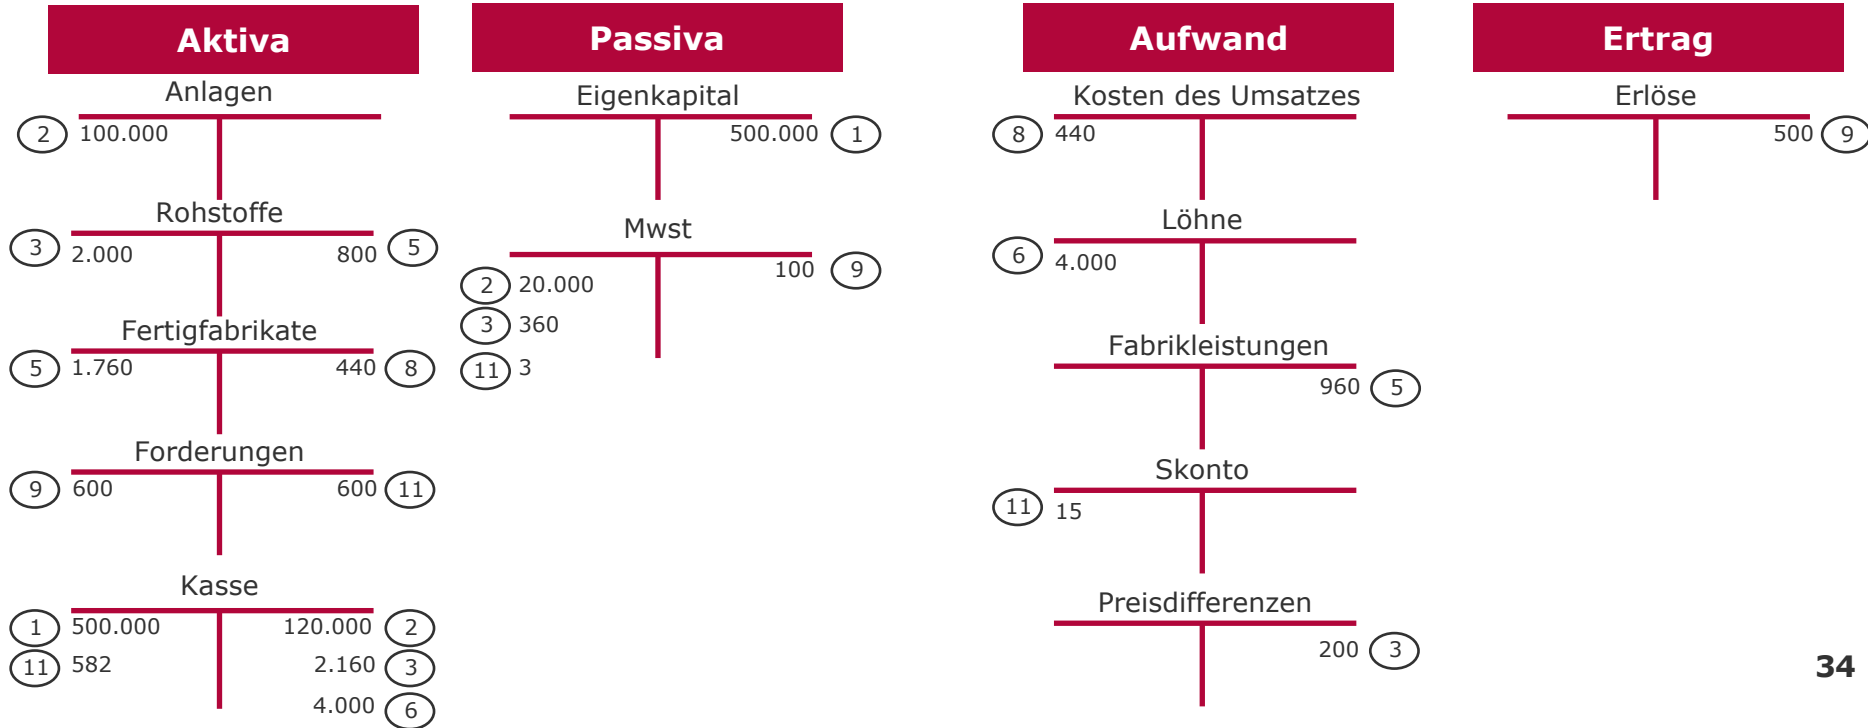 Aktiva
Anlagen
2 100.000
Rohstoffe
3 2.000 800 5
Fertigfabrikate
5 1.760 440 8
Forderungen
9 600 600 11
Kasse
1 500.000 120.000 2
11 582 2.160 3
4.000 6
Passiva
Eigenkapital
500.000 1
Mwst
100 9
2 20.000
3 360
11 3
Aufwand
Kosten des Umsatzes
8 440
Löhne
6 4.000
Fabrikleistungen
960 5
Skonto
11 15
Preisdifferenzen
200 3
Ertrag
Erlöse
500 9
34